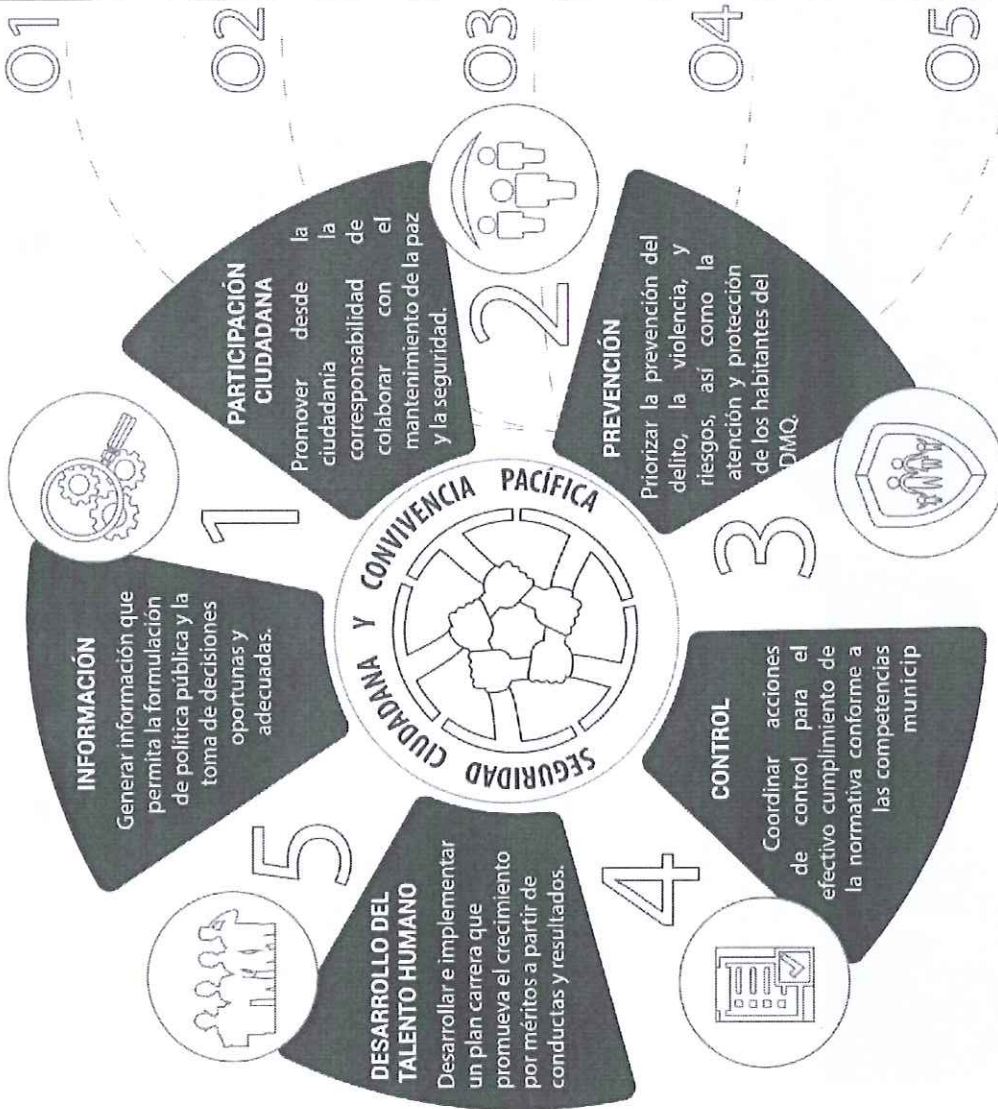 01
02
03
04
05
INFORMACIÓN
Generar información que
permita la formulación
de política pública y la
toma de decisiones
oportunas y
adecuadas.
1
PARTICIPACIÓN
CIUDADANA
Promover desde la
ciudadanía la
corresponsabilidad de
colaborar con el
mantenimiento de la paz
y la seguridad.
2
PREVENCIÓN
Priorizar la prevención del
delito, la violencia, y
riesgos, así como la
atención y protección
de los habitantes del
DMQ.
3
CONTROL
Coordinar acciones
de control para el
efectivo cumplimiento de
la normativa conforme a
las competencias
municip
4
DESARROLLO DEL
TALENTO HUMANO
Desarrollar e implementar
un plan carrera que
promueva el crecimiento
por méritos a partir de
conductas y resultados.
5
SEGURIDAD CIUDADANA Y CONVIVENCIA PACÍFICA